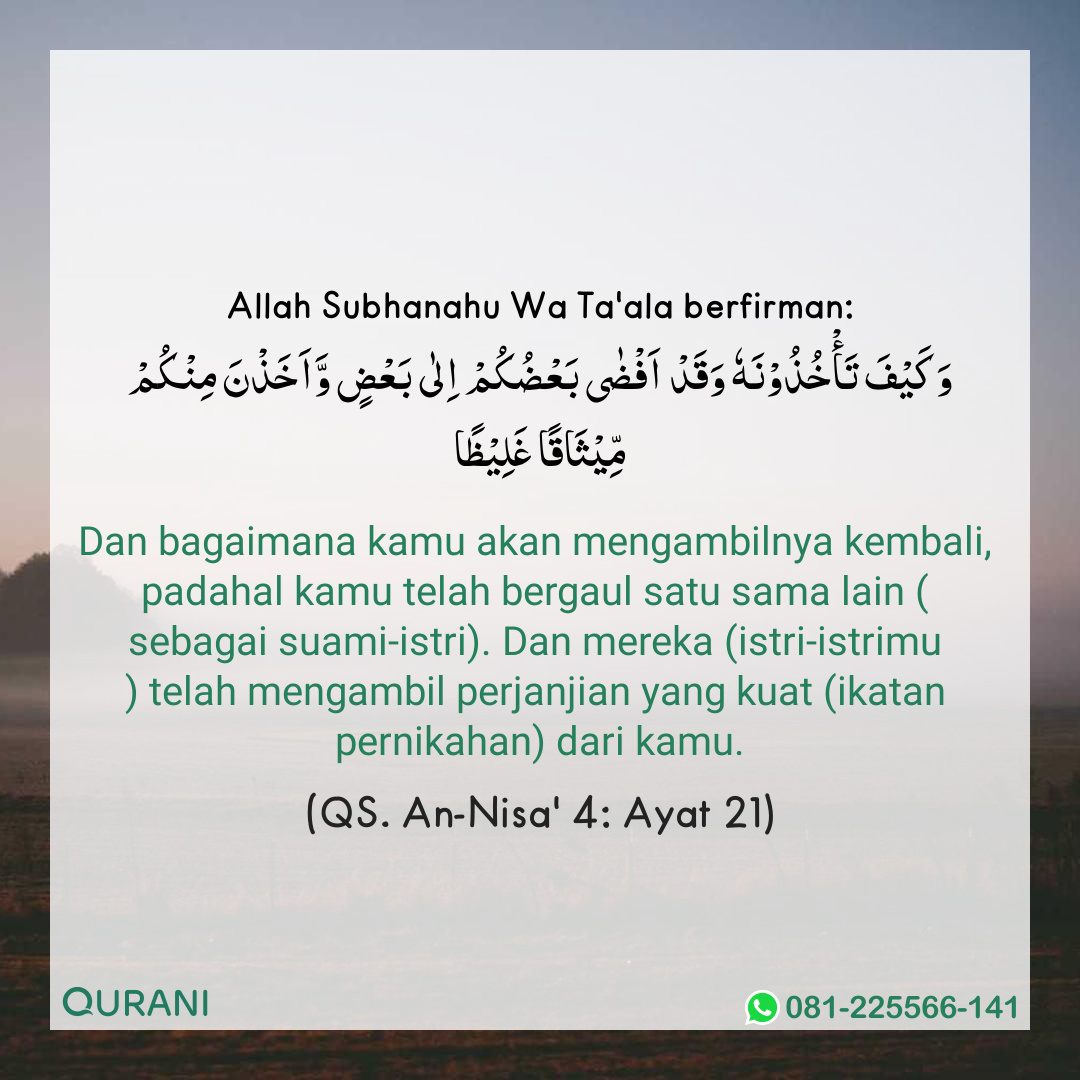 Allah Subhanahu Wa Ta'ala berfirman:
وَكَيْفَ تَأْخُذُوْنَهٗ وَقَدْ اَفْضٰى بَعْضُكُمْ اِلٰى بَعْضٍ وَّاَخَذْنَ مِنْكُمْ
مِّيْثَاقًا غَلِيْظًا
Dan bagaimana kamu akan mengambilnya kembali,
padahal kamu telah bergaul satu sama lain (
sebagai suami-istri). Dan mereka (istri-istrimu
) telah mengambil perjanjian yang kuat (ikatan
pernikahan) dari kamu.
(QS. An-Nisa' 4: Ayat 21)
QURANI
081-225566-141